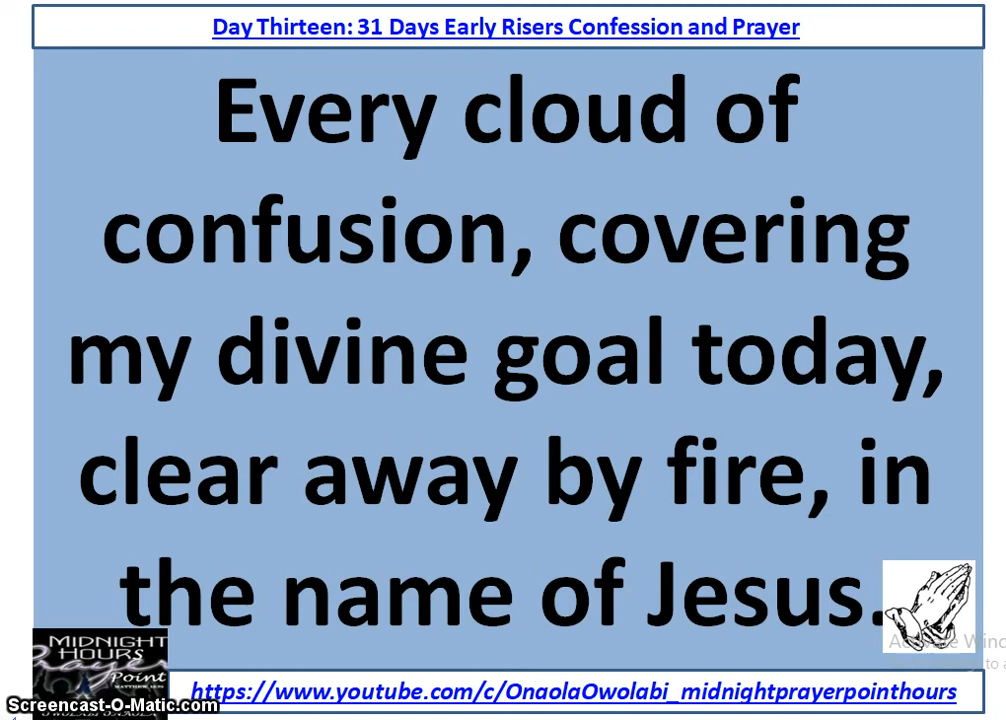 Day Thirteen: 31 Days Early Risers Confession and Prayer
Every cloud of
confusion, covering
my divine goal today,
clear away by fire, in
the name of Jesus.
MIDNIGHT
HOURS
Prayer
Point
https://www.youtube.com/c/OnaolaOwolabi_midnightprayerpointhours
Screencast-O-Matic.com